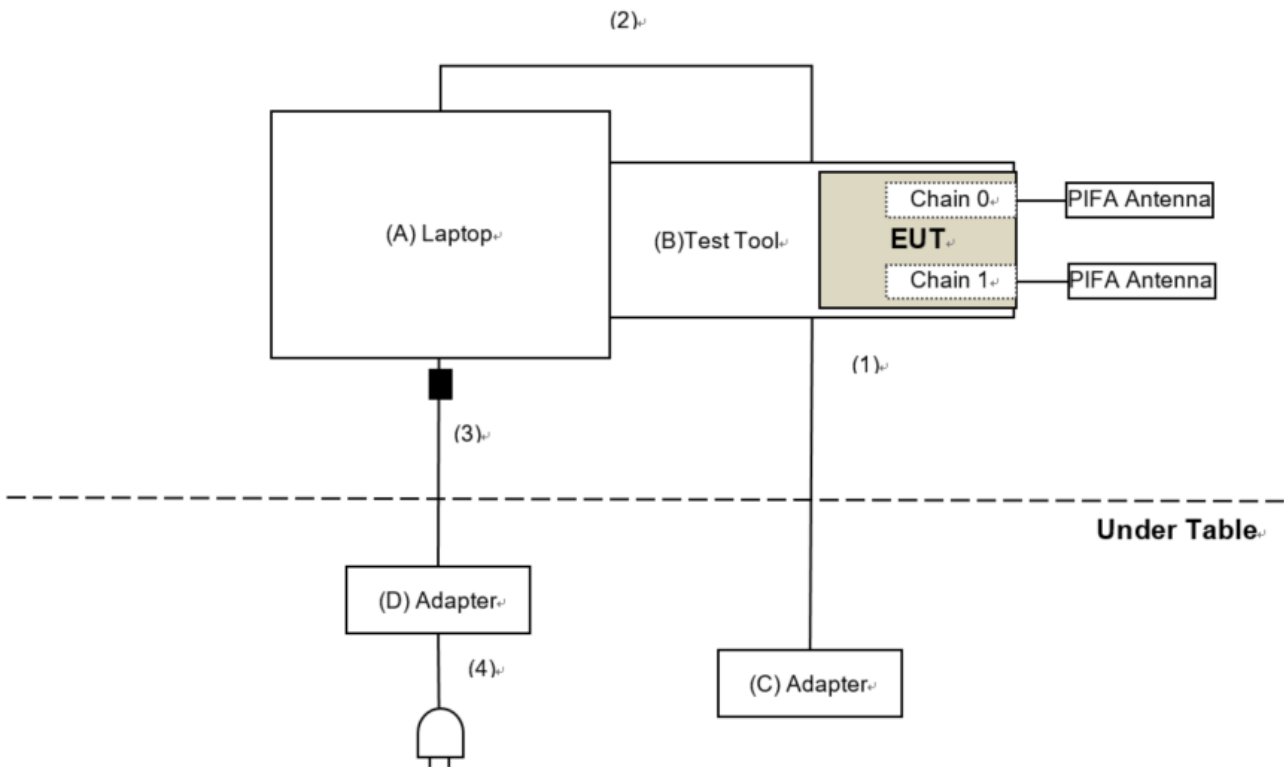 (2)
Chain 0
PIFA Antenna
(A) Laptop
(B)Test Tool
EUT
Chain 1
PIFA Antenna
(1)
(3)
Under Table
(D) Adapter
(4)
(C) Adapter